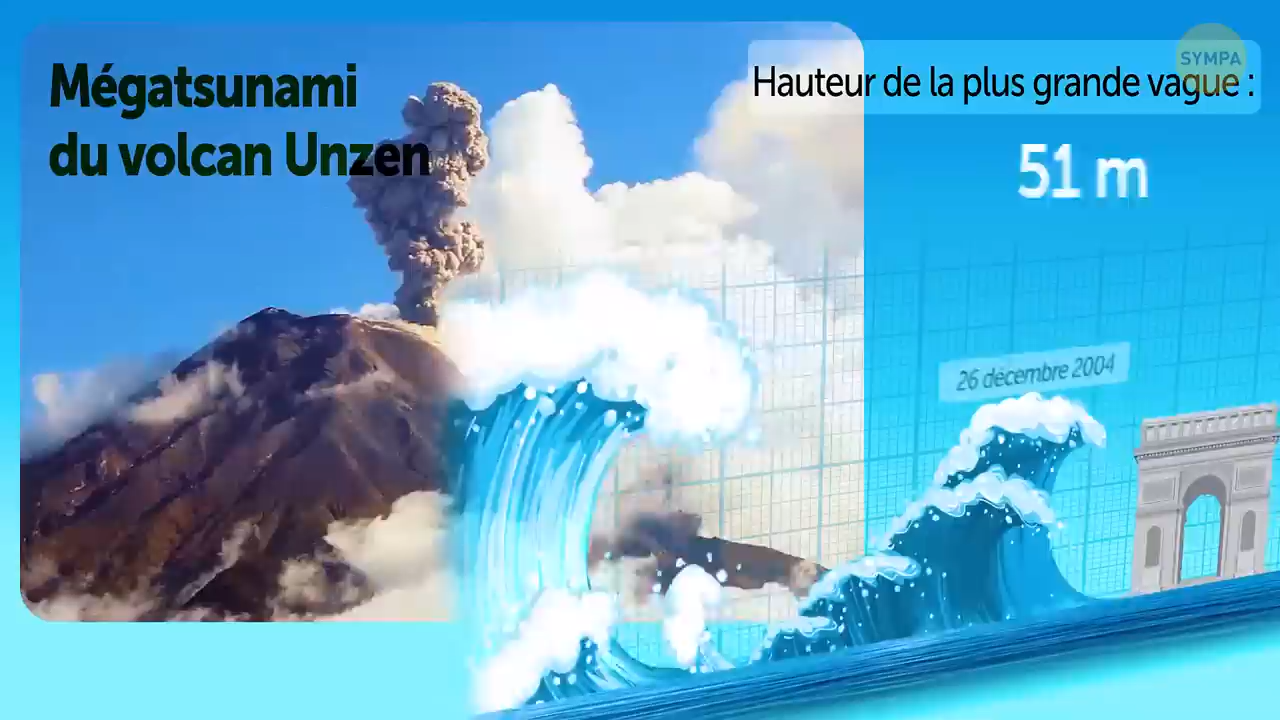 Mégatsunami
du volcan Unzen
SYMPA
Hauteur de la plus grande vague :
51 m
26 décembre 2004